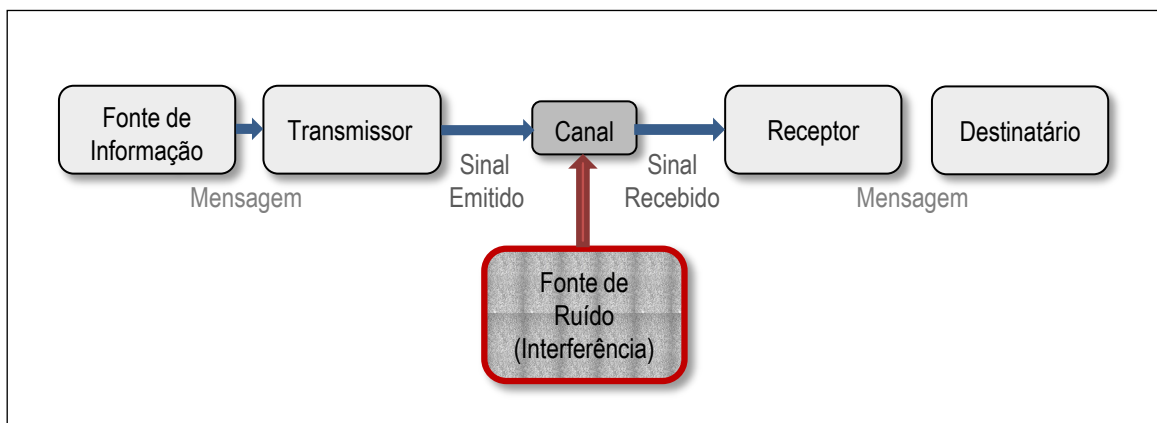 Fonte de
Informação
Transmissor
Canal
Receptor
Destinatário
Mensagem
Sinal
Emitido
Sinal
Recebido
Mensagem
Fonte de
Ruído
(Interferência)